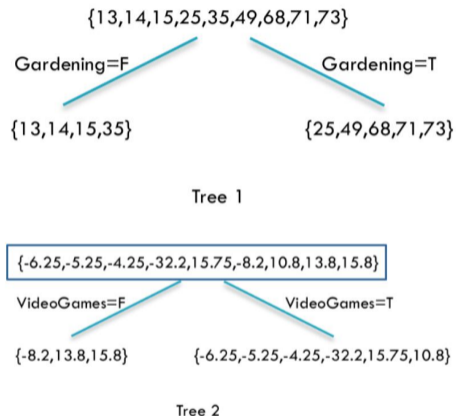 {13,14,15,25,35,49,68,71,73}
Gardening=F Gardening=T
{13,14,15,35} {25,49,68,71,73}
Tree 1
{-6.25,-5.25,-4.25,-32.2,15.75,-8.2,10.8,13.8,15.8}
VideoGames=F VideoGames=T
{-8.2,13.8,15.8} {-6.25,-5.25,-4.25,-32.2,15.75,10.8}
Tree 2